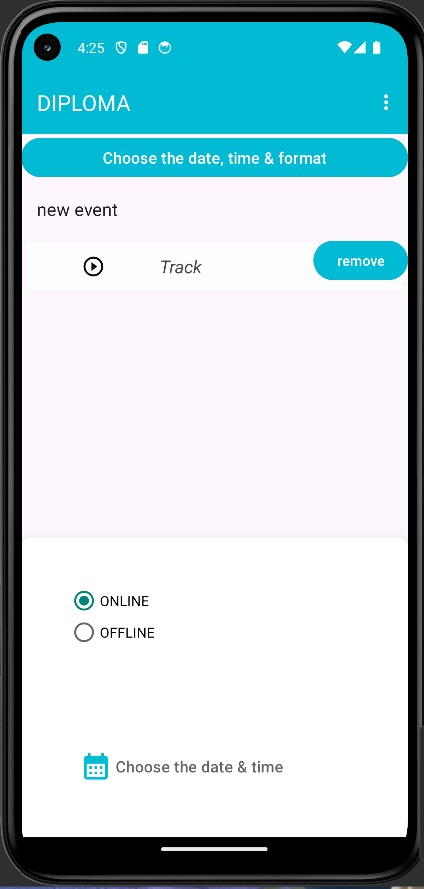 4:25
DIPLOMA
Choose the date, time & format
new event
Track
remove
ONLINE
OFFLINE
Choose the date & time